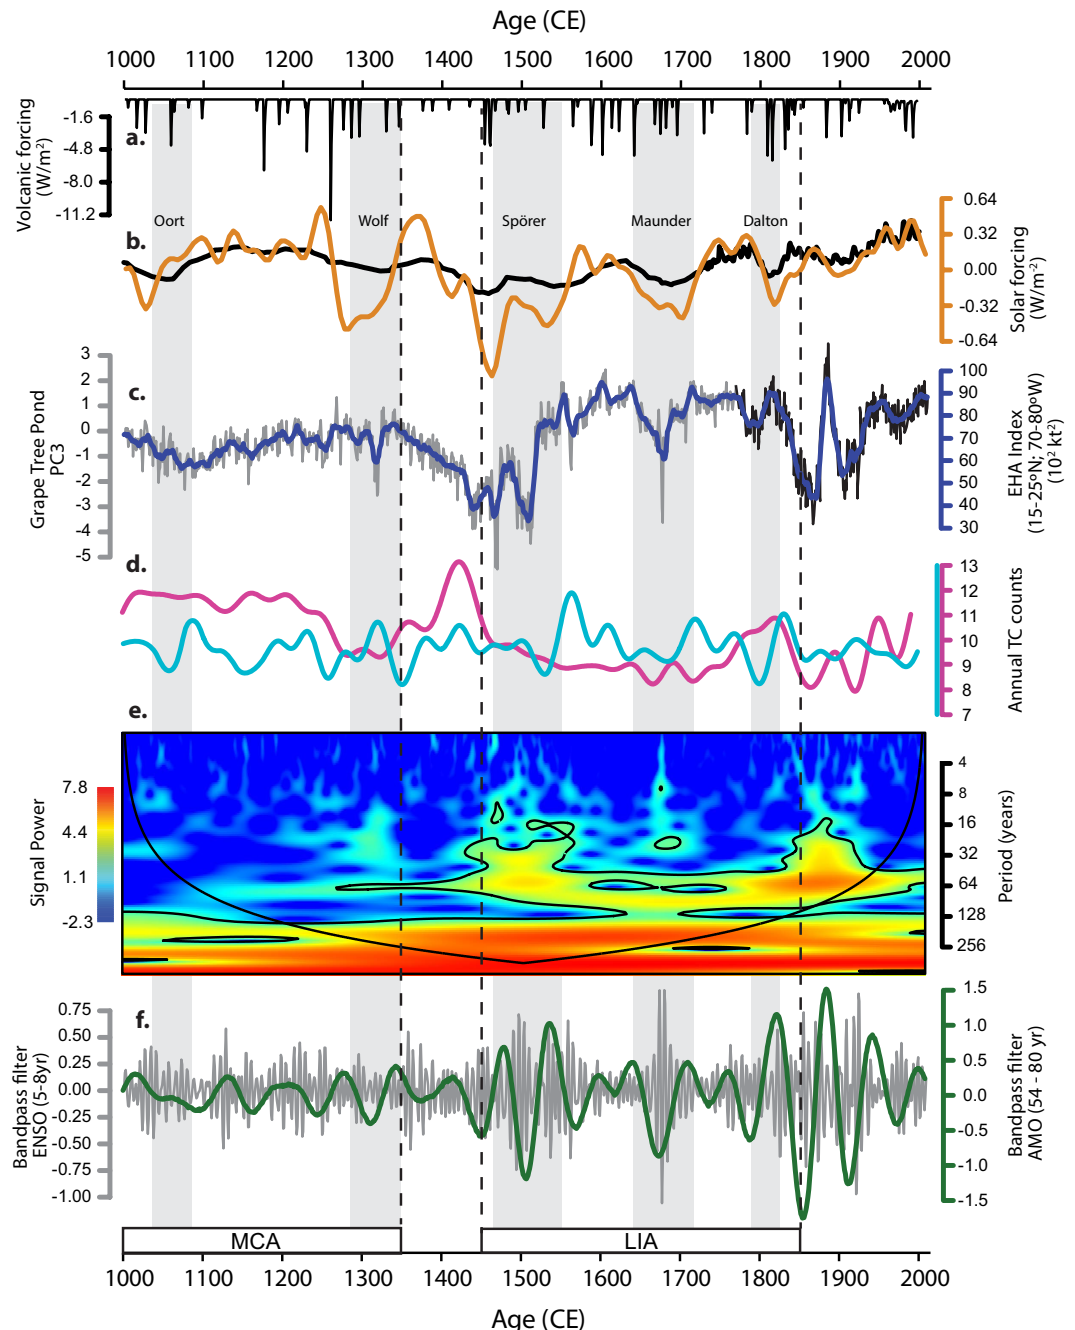 Age (CE)
1000 1100 1200 1300 1400 1500 1600 1700 1800 1900 2000
a.
-1.6
-4.8
-8.0
-11.2
Volcanic forcing
(W/m²)
Oort Wolf Spörer Maunder Dalton
b.
0.64
0.32
0.00
-0.32
-0.64
Solar forcing
(W/m⁻²)
c.
3
2
1
0
-1
-2
-3
-4
-5
Grape Tree Pond
PC3
100
90
80
70
60
50
40
30
EHA Index
(15-25ºN; 70-80ºW)
(10² kt²)
d.
13
12
11
10
9
8
7
Annual TC counts
e.
7.8
4.4
1.1
-2.3
Signal Power
4
8
16
32
64
128
256
Period (years)
f.
0.75
0.25
0.00
-0.25
-0.50
-0.75
-1.00
Bandpass filter
ENSO (5-8yr)
1.5
1.0
0.5
0.0
-0.5
-1.0
-1.5
Bandpass filter
AMO (54 - 80 yr)
MCA LIA
1000 1100 1200 1300 1400 1500 1600 1700 1800 1900 2000
Age (CE)